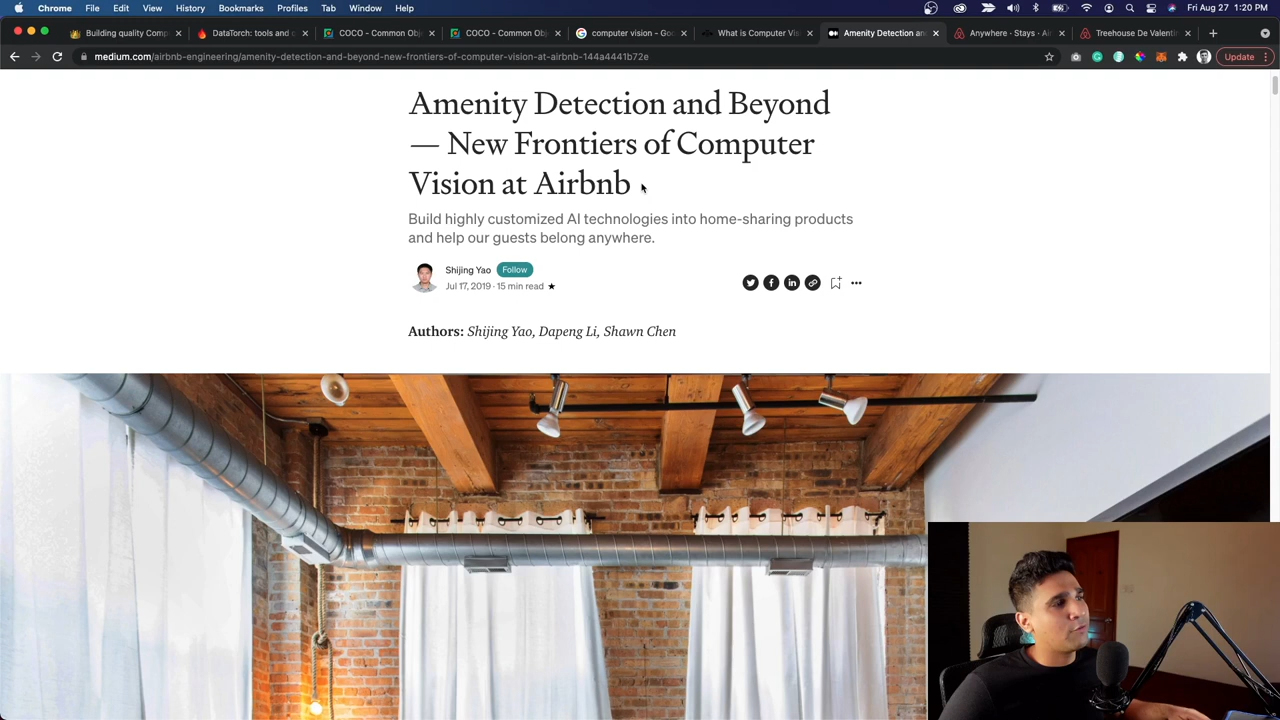 Chrome File Edit View History Bookmarks Profiles Tab Window Help Fri Aug 27 1:20 PM
Building quality Comp DataTorch: tools and c COCO - Common Obje COCO - Common Obj computer vision - Goo What is Computer Vis Amenity Detection and Anywhere · Stays · Ai Treehouse De Valentin
medium.com/airbnb-engineering/amenity-detection-and-beyond-new-frontiers-of-computer-vision-at-airbnb-144a4441b72e Update
Amenity Detection and Beyond
— New Frontiers of Computer
Vision at Airbnb
Build highly customized AI technologies into home-sharing products
and help our guests belong anywhere.
Shijing Yao Follow
Jul 17, 2019 · 15 min read ★
Authors: Shijing Yao, Dapeng Li, Shawn Chen